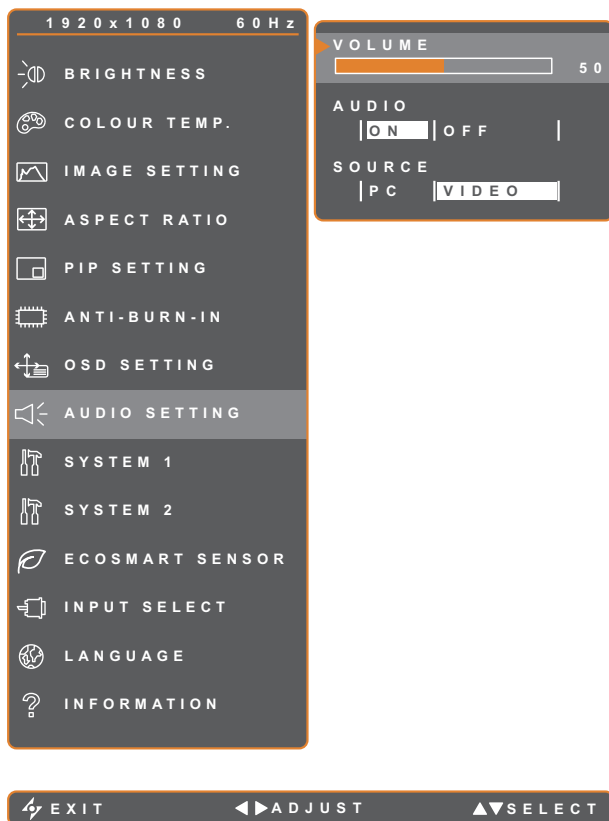 1920x1080 60Hz
BRIGHTNESS
COLOUR TEMP.
IMAGE SETTING
ASPECT RATIO
PIP SETTING
ANTI-BURN-IN
OSD SETTING
AUDIO SETTING
SYSTEM 1
SYSTEM 2
ECOSMART SENSOR
INPUT SELECT
LANGUAGE
INFORMATION
VOLUME
50
AUDIO
ON OFF
SOURCE
PC VIDEO
EXIT ADJUST SELECT